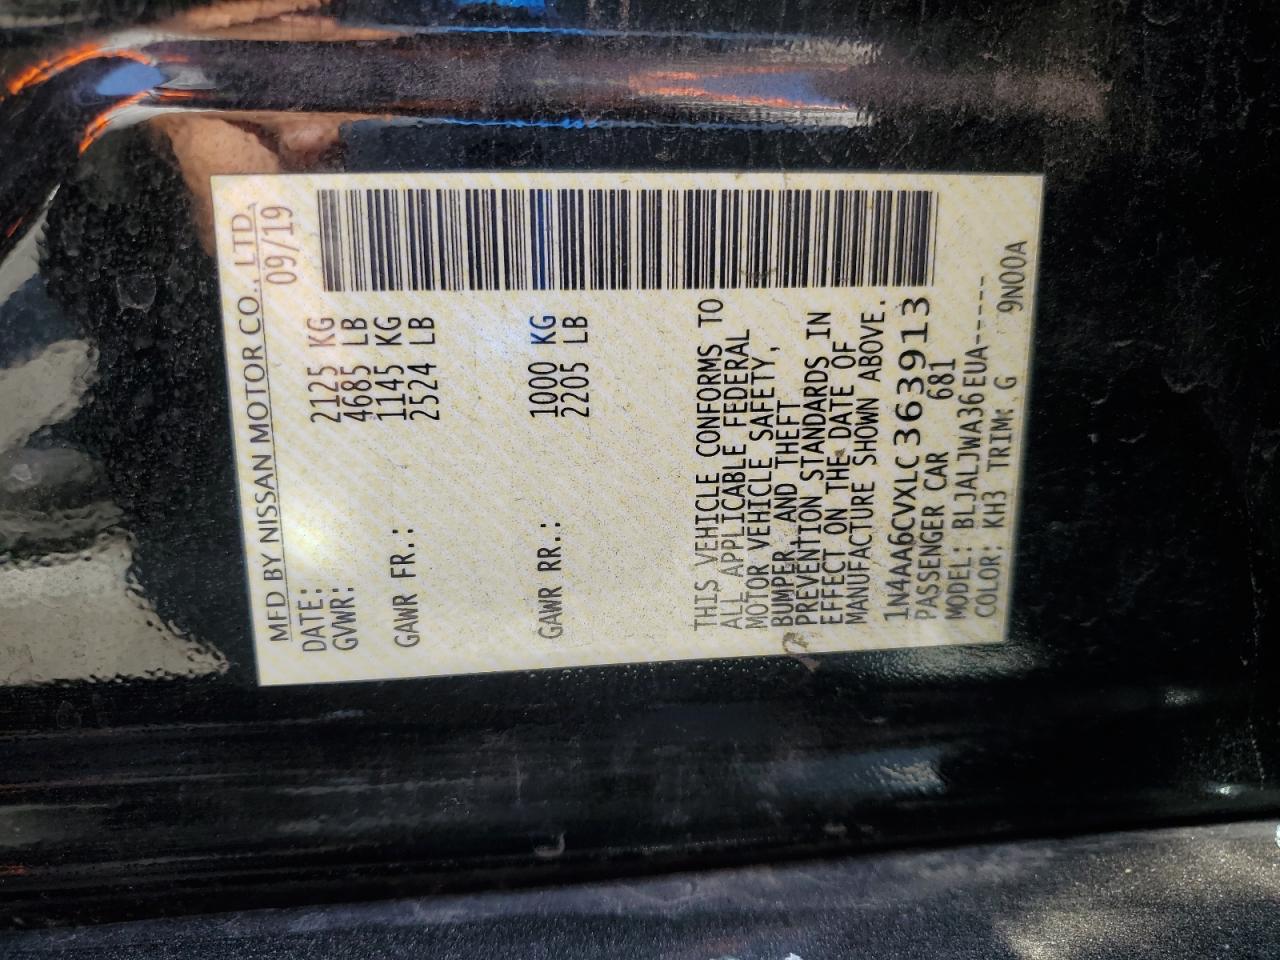 MFD BY NISSAN MOTOR CO., LTD.
DATE: 09/19
GVWR: 2125 KG
4685 LB
GAWR FR.: 1145 KG
2524 LB
GAWR RR.: 1000 KG
2205 LB
THIS VEHICLE CONFORMS TO
ALL APPLICABLE FEDERAL
MOTOR VEHICLE SAFETY,
BUMPER, AND THEFT
PREVENTION STANDARDS IN
EFFECT ON THE DATE OF
MANUFACTURE SHOWN ABOVE.
1N4AA6CVXLC363913
PASSENGER CAR 681
MODEL: BLJALJWA36EUA-----
COLOR: KH3 TRIM: G 9N00A